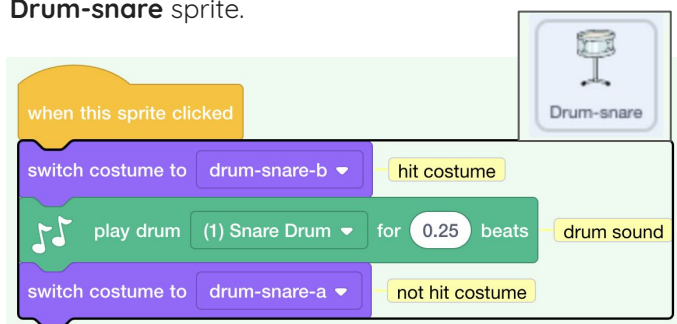 Drum-snare sprite.
Drum-snare
when this sprite clicked
switch costume to drum-snare-b hit costume
play drum (1) Snare Drum for 0.25 beats drum sound
switch costume to drum-snare-a not hit costume